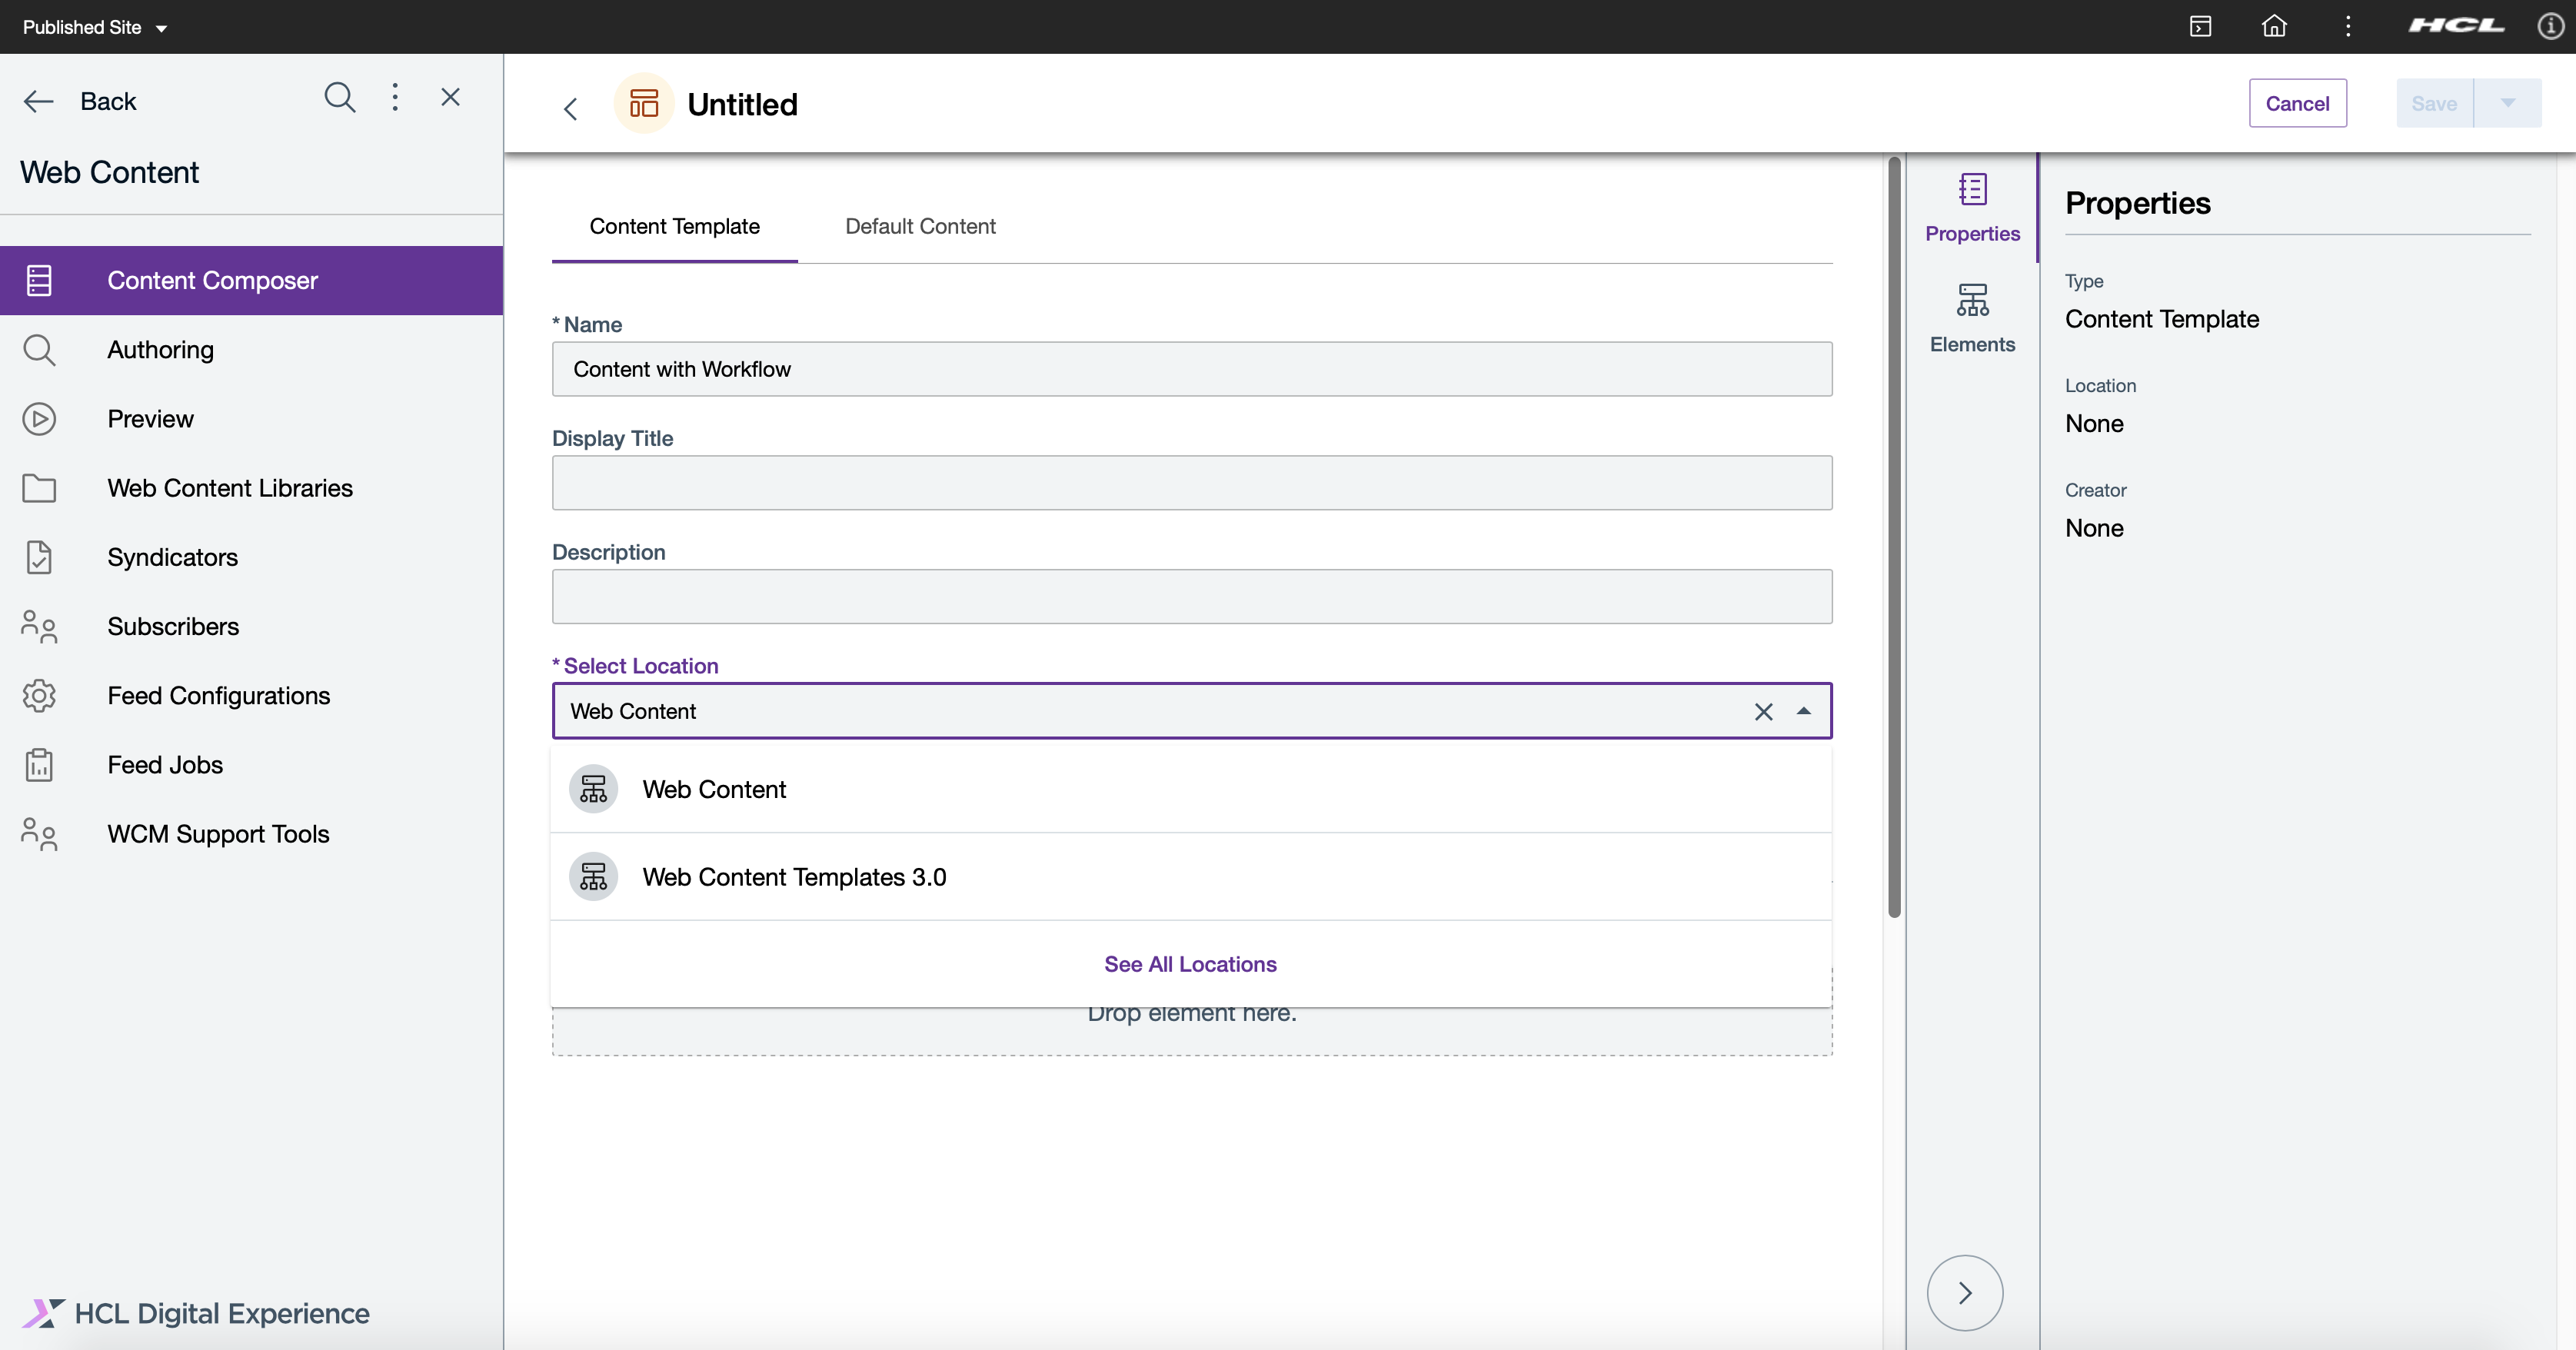 Published Site
HCL
Back
Web Content
Content Composer
Authoring
Preview
Web Content Libraries
Syndicators
Subscribers
Feed Configurations
Feed Jobs
WCM Support Tools
HCL Digital Experience
Untitled
Cancel
Save
Content Template
Default Content
* Name
Content with Workflow
Display Title
Description
* Select Location
Web Content
Web Content
Web Content Templates 3.0
See All Locations
Drop element here.
Properties
Elements
Properties
Type
Content Template
Location
None
Creator
None